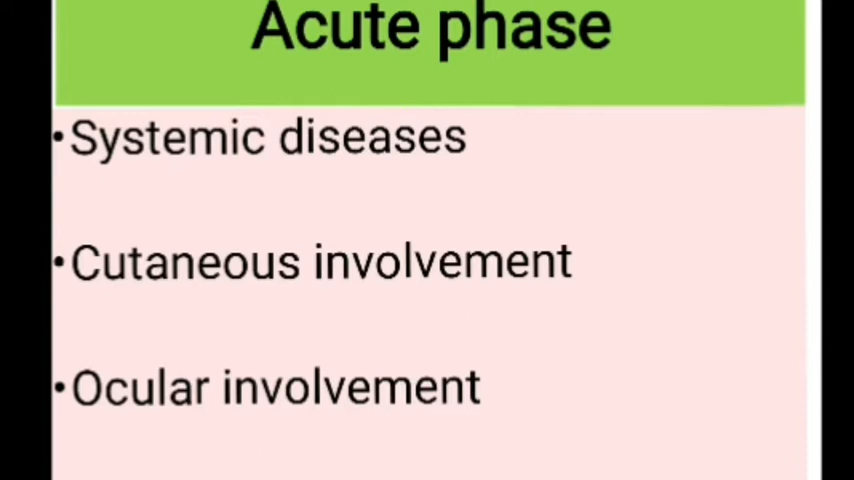 Acute phase
•Systemic diseases
•Cutaneous involvement
•Ocular involvement